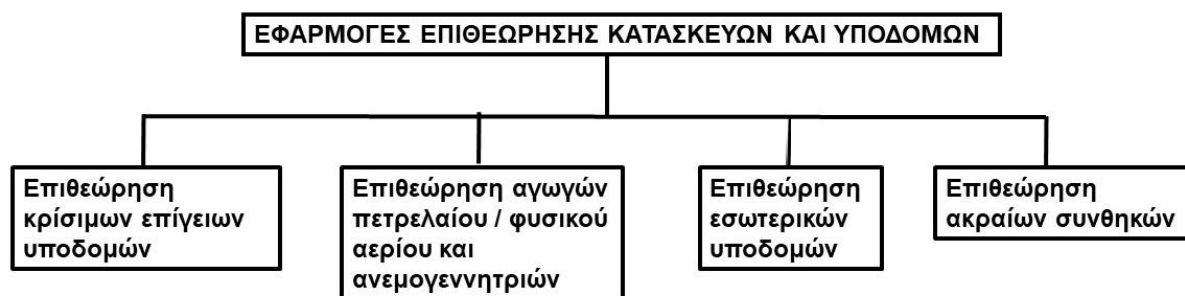 ΕΦΑΡΜΟΓΕΣ ΕΠΙΘΕΩΡΗΣΗΣ ΚΑΤΑΣΚΕΥΩΝ ΚΑΙ ΥΠΟΔΟΜΩΝ
Επιθεώρηση
κρίσιμων επίγειων
υποδομών
Επιθεώρηση αγωγών
πετρελαίου / φυσικού
αερίου και
ανεμογεννητριών
Επιθεώρηση
εσωτερικών
υποδομών
Επιθεώρηση
ακραίων συνθηκών